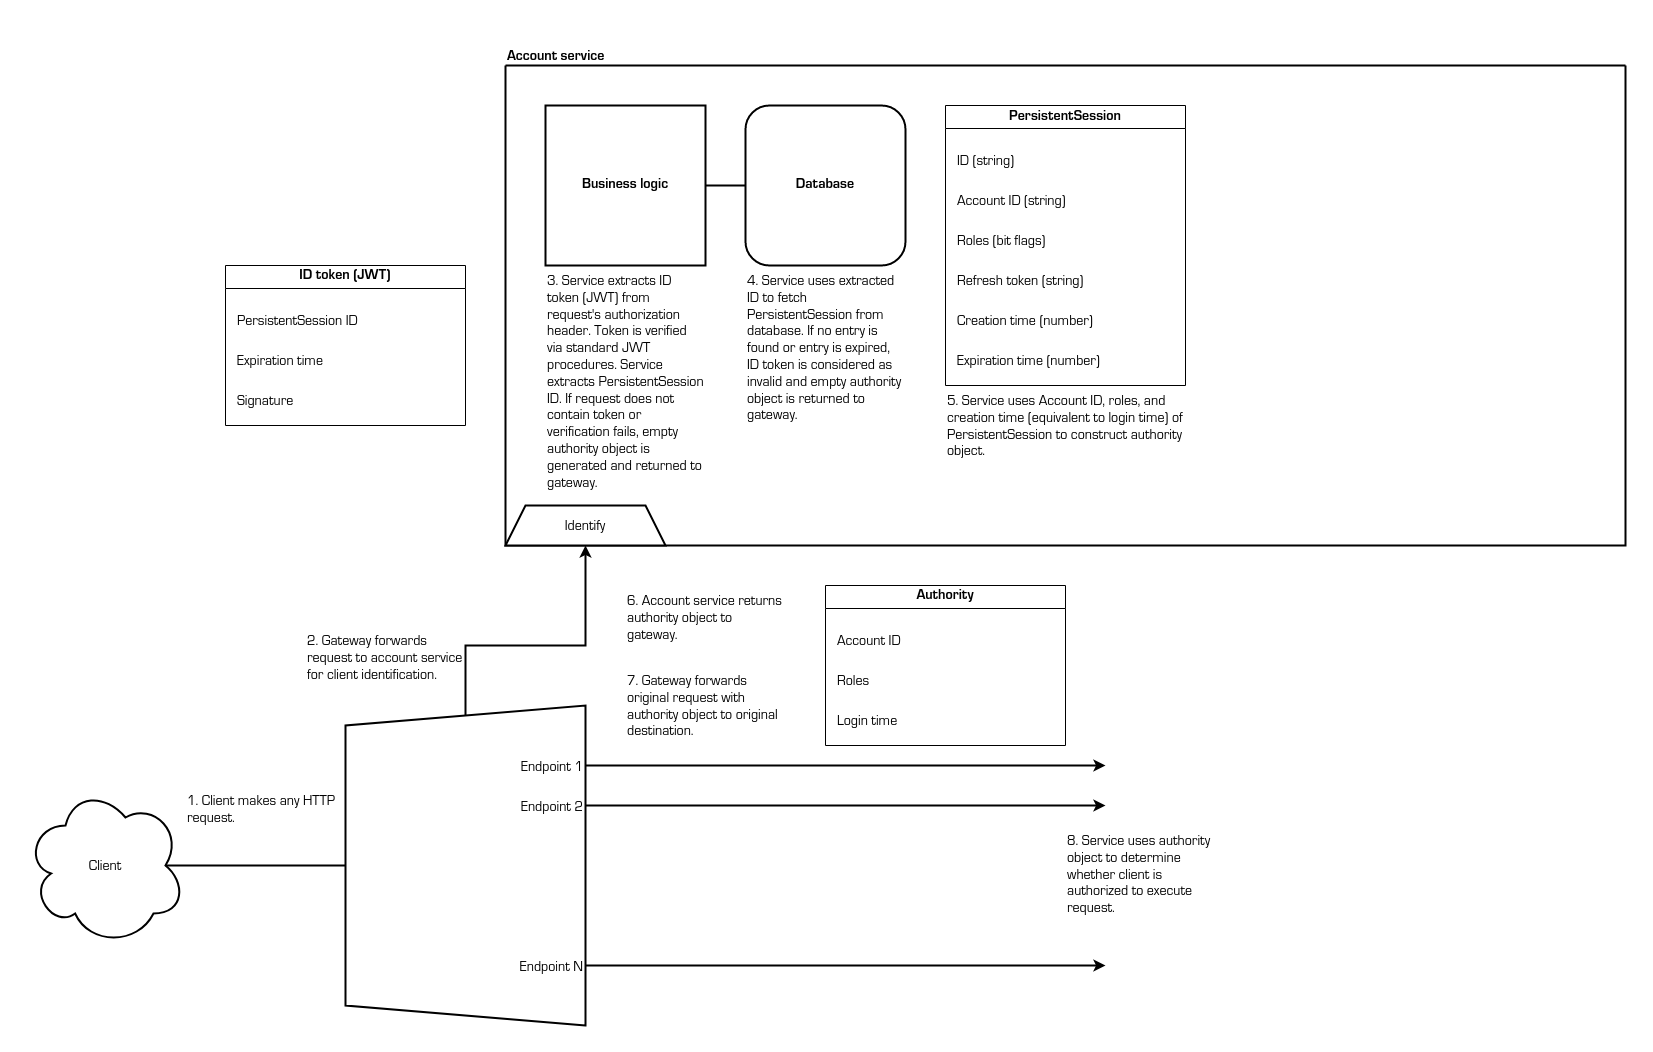 Account service
Business logic
Database
PersistentSession
ID (string)
Account ID (string)
Roles (bit flags)
Refresh token (string)
Creation time (number)
Expiration time (number)
ID token (JWT)
PersistentSession ID
Expiration time
Signature
3. Service extracts ID
token (JWT) from
request's authorization
header. Token is verified
via standard JWT
procedures. Service
extracts PersistentSession
ID. If request does not
contain token or
verification fails, empty
authority object is
generated and returned to
gateway.
4. Service uses extracted
ID to fetch
PersistentSession from
database. If no entry is
found or entry is expired,
ID token is considered as
invalid and empty authority
object is returned to
gateway.
5. Service uses Account ID, roles, and
creation time (equivalent to login time) of
PersistentSession to construct authority
object.
Identify
2. Gateway forwards
request to account service
for client identification.
6. Account service returns
authority object to
gateway.
7. Gateway forwards
original request with
authority object to original
destination.
Authority
Account ID
Roles
Login time
1. Client makes any HTTP
request.
Client
Endpoint 1
Endpoint 2
Endpoint N
8. Service uses authority
object to determine
whether client is
authorized to execute
request.